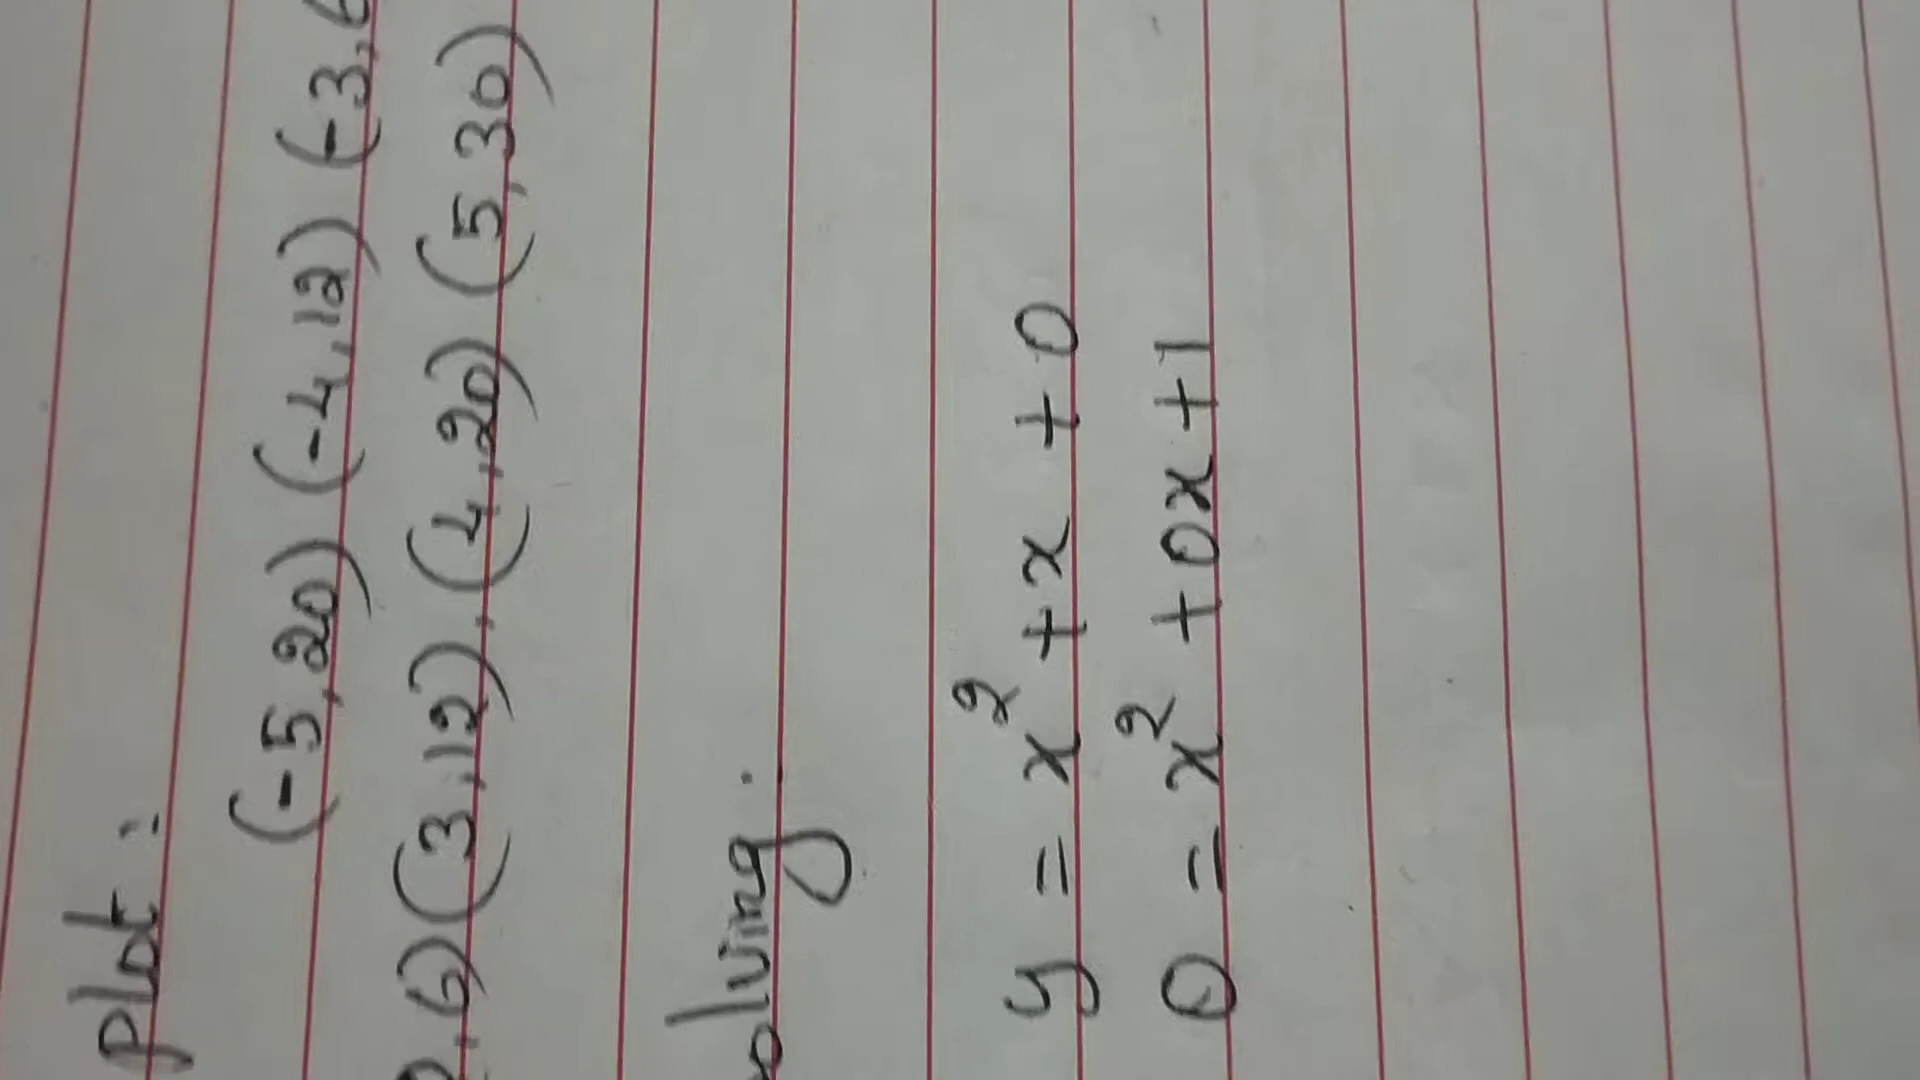 plot :
(-5,20) (-4,12) (-3,6
,6) (3,12). (4,20) (5,30)
olving.
y = x² + x + 0
0 = x² + 0x + 1